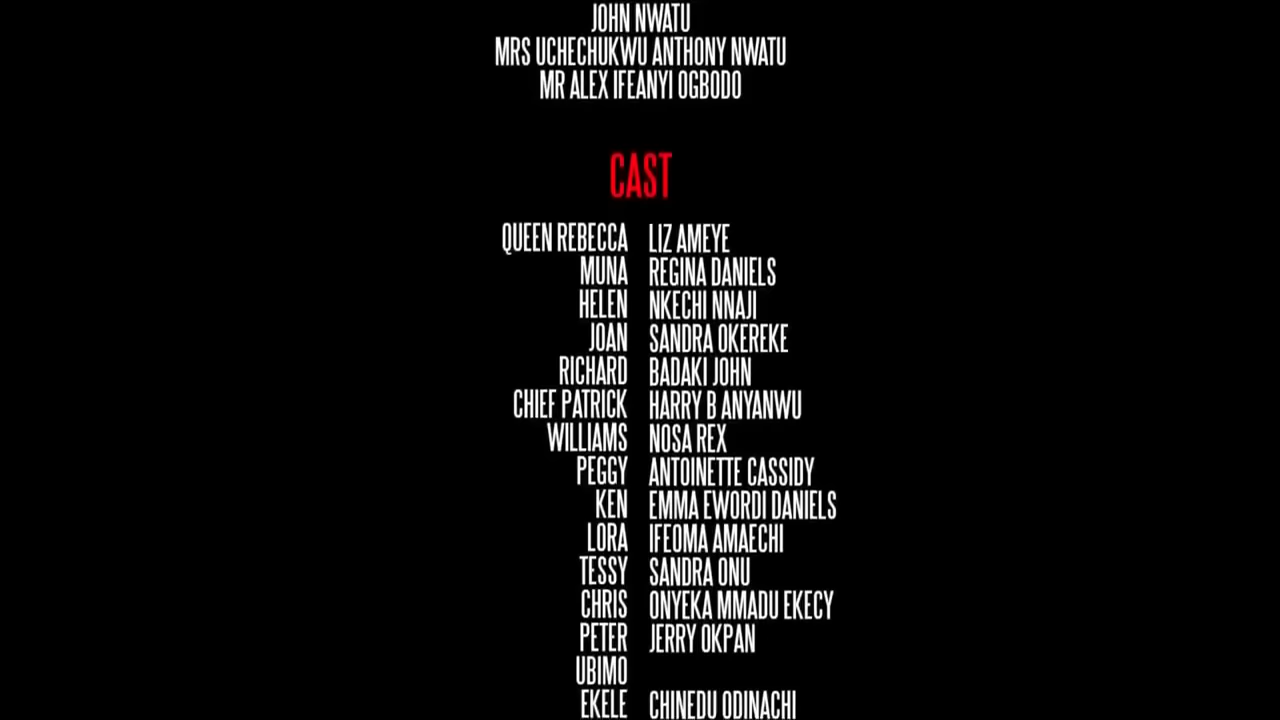 JOHN NWATU
MRS UCHECHUKWU ANTHONY NWATU
MR ALEX IFEANYI OGBODO
CAST
QUEEN REBECCA LIZ AMEYE
MUNA REGINA DANIELS
HELEN NKECHI NNAJI
JOAN SANDRA OKEREKE
RICHARD BADAKI JOHN
CHIEF PATRICK HARRY B ANYANWU
WILLIAMS NOSA REX
PEGGY ANTOINETTE CASSIDY
KEN EMMA EWORDI DANIELS
LORA IFEOMA AMAECHI
TESSY SANDRA ONU
CHRIS ONYEKA MMADU EKECY
PETER JERRY OKPAN
UBIMO
EKELE CHINEDU ODINACHI